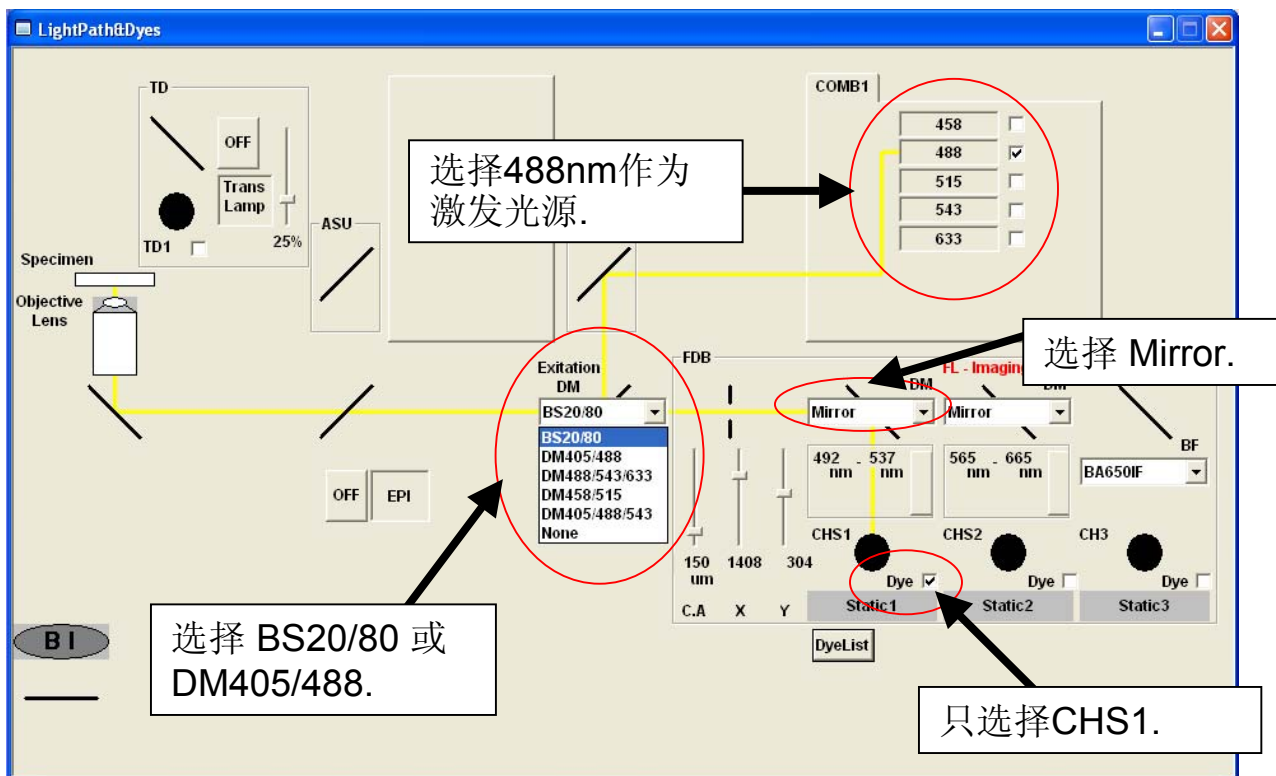 LightPath&Dyes
TD
OFF
Trans
Lamp
25%
TD1
ASU
Specimen
Objective
Lens
COMB1
458
488
515
543
633
选择488nm作为
激发光源.
选择 Mirror.
Exitation
DM
BS20/80
BS20/80
DM405/488
DM488/543/633
DM458/515
DM405/488/543
None
OFF
EPI
FDB
DM
FL - Imaging
DM
Mirror
Mirror
492 - 537
nm nm
565 - 665
nm nm
BF
BA650IF
CHS1
CHS2
CH3
150 1408 304
um
Dye
Dye
Dye
C.A X Y
Static1
Static2
Static3
DyeList
B I
选择 BS20/80 或
DM405/488.
只选择CHS1.